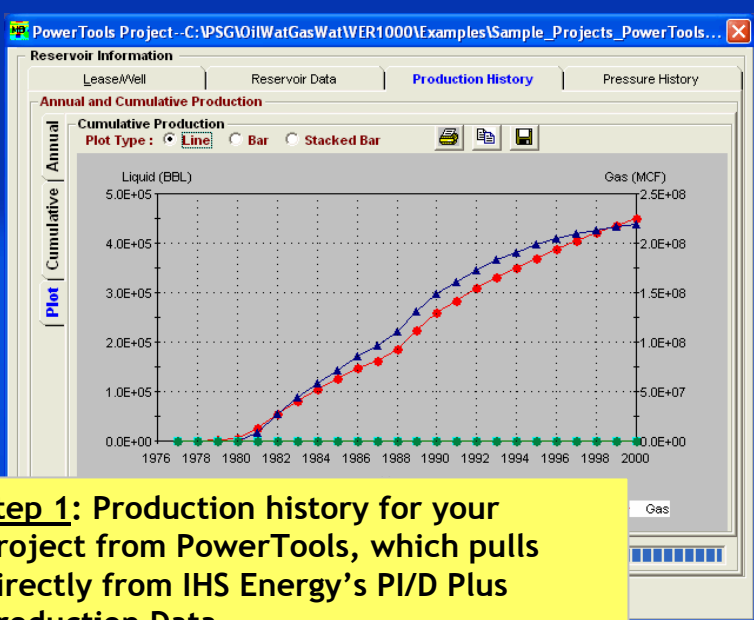 PowerTools Project--C:\PSG\OilWatGasWat\VER1000\Examples\Sample_Projects_PowerTools...
Reservoir Information
Lease/Well Reservoir Data Production History Pressure History
Annual and Cumulative Production
Annual
Cumulative
Plot
Cumulative Production
Plot Type : Line Bar Stacked Bar
Liquid (BBL) Gas (MCF)
5.0E+05 2.5E+08
4.0E+05 2.0E+08
3.0E+05 1.5E+08
2.0E+05 1.0E+08
1.0E+05 5.0E+07
0.0E+00 0.0E+00
1976 1978 1980 1982 1984 1986 1988 1990 1992 1994 1996 1998 2000
Gas
tep 1: Production history for your
roject from PowerTools, which pulls
irectly from IHS Energy's PI/D Plus
roduction Data